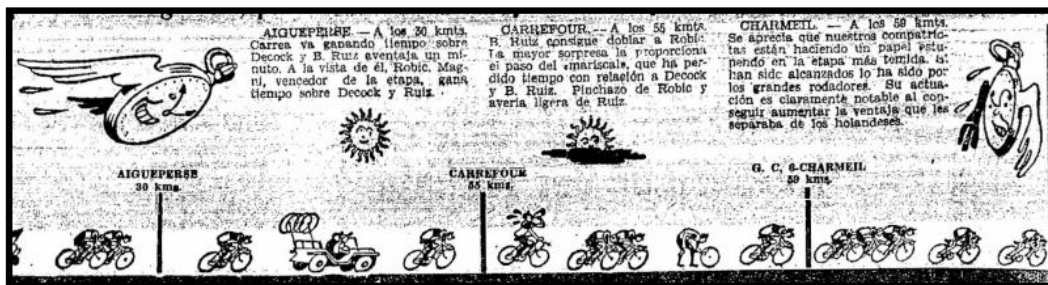 AIGUEPERSE. — A los 30 kmts.
Carrea va ganando tiempo sobre
Decock y B. Ruiz aventaja un mi-
nuto. A la vista de él, Robic. Mag-
ni, vencedor de la etapa, gana
tiempo sobre Decock y Ruiz.
CARREFOUR. — A los 55 kmts.
B. Ruiz consigue doblar a Robic.
La mayor sorpresa la proporciona
el paso del «mariscal», que ha per-
dido tiempo con relación a Decock
y B. Ruiz. Pinchazo de Robic y
avería ligera de Ruiz.
CHARMEIL. — A los 59 kmts.
Se aprecia que nuestros compatrio-
tas están haciendo un papel estu-
pendo en la etapa más temida. Si
han sido alcanzados lo ha sido por
los grandes rodadores. Su actua-
ción es claramente notable al con-
seguir aumentar la ventaja que les
separaba de los holandeses.
AIGUEPERSE
30 kms.
CARREFOUR
55 kms.
G. C. 6-CHARMEIL
59 kms.